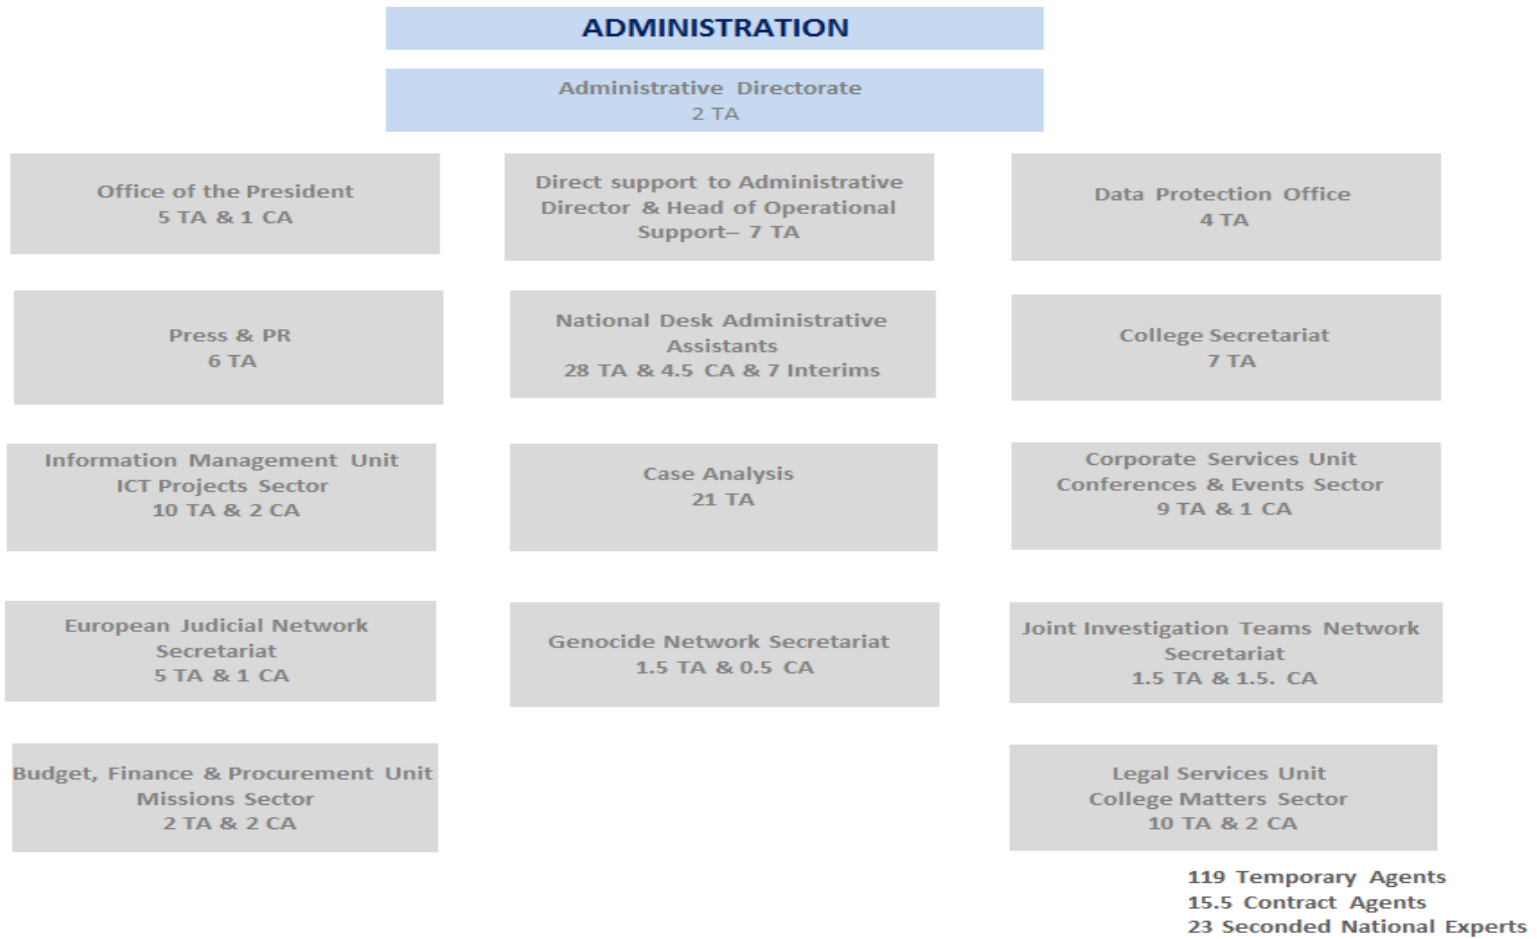 ADMINISTRATION
Administrative Directorate
2 TA
Office of the President
5 TA & 1 CA
Direct support to Administrative
Director & Head of Operational
Support– 7 TA
Data Protection Office
4 TA
Press & PR
6 TA
National Desk Administrative
Assistants
28 TA & 4.5 CA & 7 Interims
College Secretariat
7 TA
Information Management Unit
ICT Projects Sector
10 TA & 2 CA
Case Analysis
21 TA
Corporate Services Unit
Conferences & Events Sector
9 TA & 1 CA
European Judicial Network
Secretariat
5 TA & 1 CA
Genocide Network Secretariat
1.5 TA & 0.5 CA
Joint Investigation Teams Network
Secretariat
1.5 TA & 1.5. CA
Budget, Finance & Procurement Unit
Missions Sector
2 TA & 2 CA
Legal Services Unit
College Matters Sector
10 TA & 2 CA
119 Temporary Agents
15.5 Contract Agents
23 Seconded National Experts